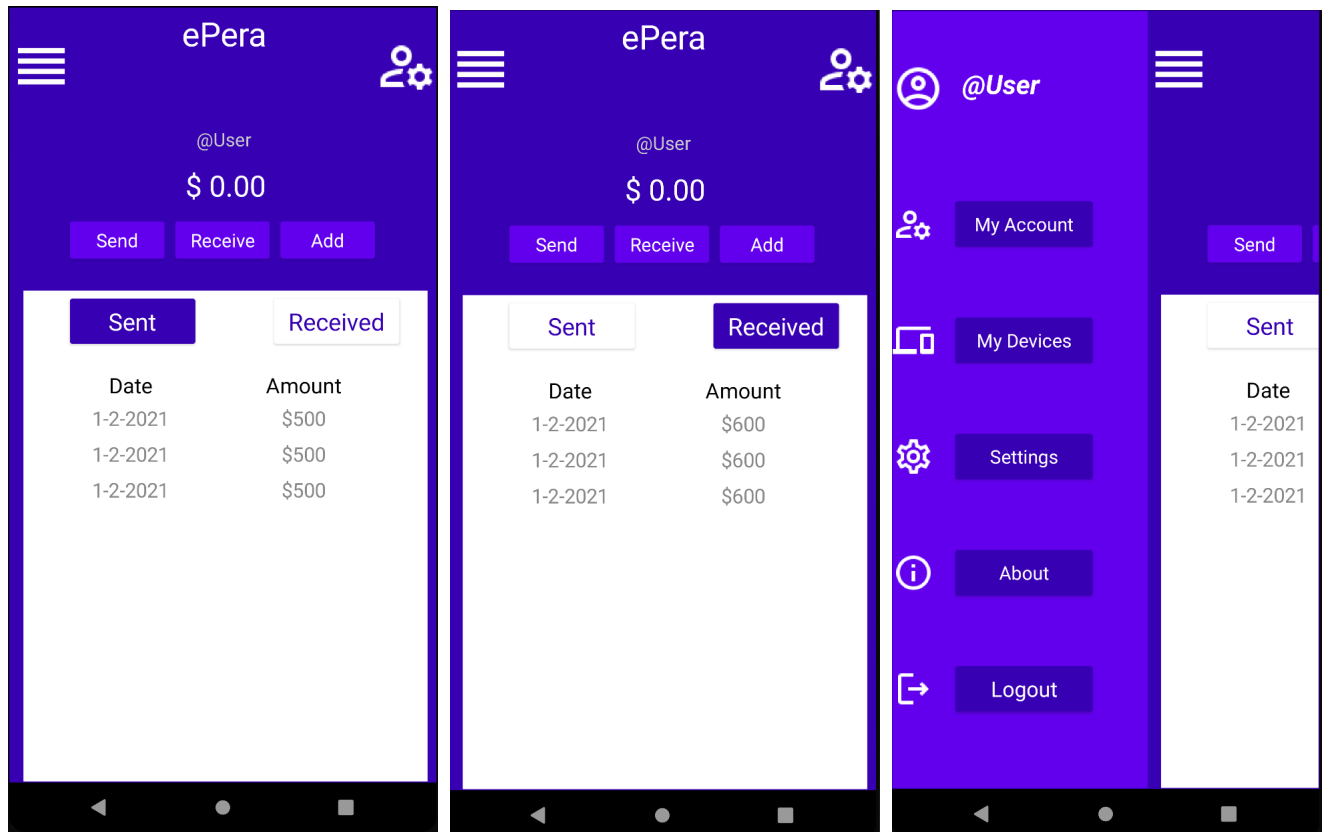 ePera
@User
$ 0.00
Send Receive Add
Sent Received
Date Amount
1-2-2021 $500
1-2-2021 $500
1-2-2021 $500
ePera
@User
$ 0.00
Send Receive Add
Sent Received
Date Amount
1-2-2021 $600
1-2-2021 $600
1-2-2021 $600
@User
My Account
My Devices
Settings
About
Logout
Send
Sent
Date
1-2-2021
1-2-2021
1-2-2021